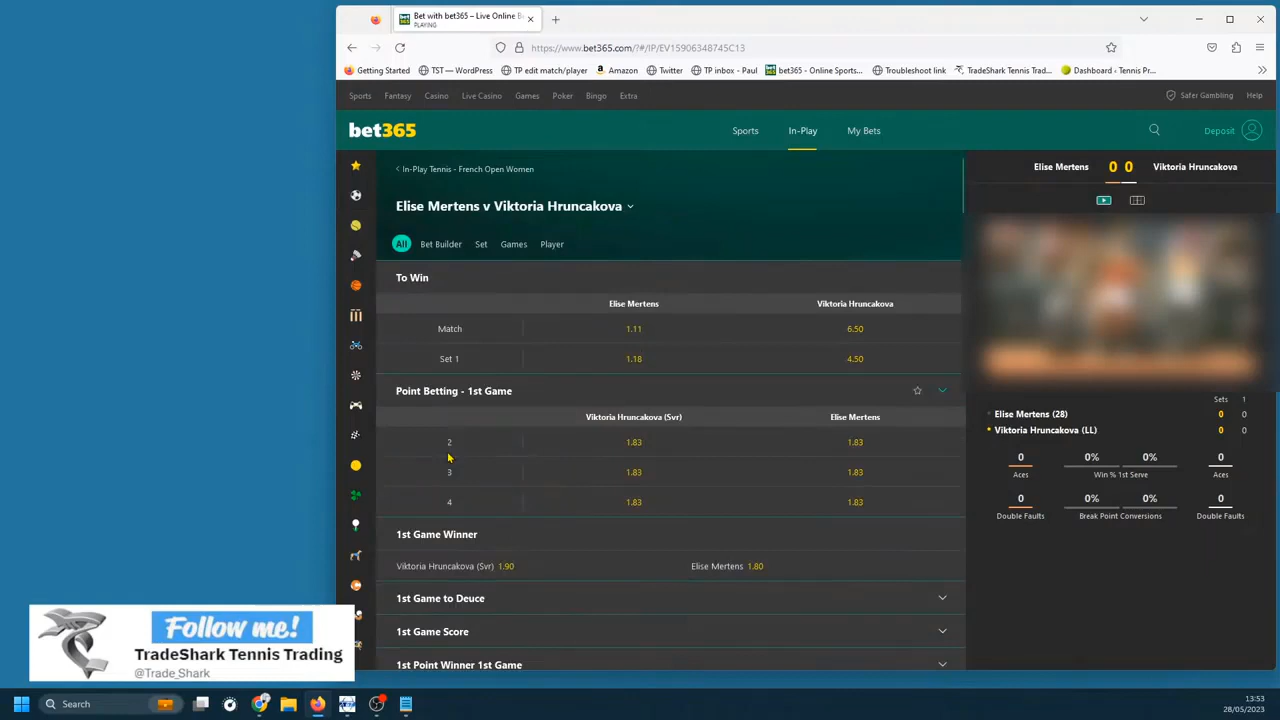 Bet with bet365 – Live Online B
PLAYING
https://www.bet365.com/?#/IP/EV15906348745C13
Getting Started TST — WordPress TP edit match/player Amazon Twitter TP inbox - Paul bet365 - Online Sports... Troubleshoot link TradeShark Tennis Trad... Dashboard ‹ Tennis Pr...
Sports Fantasy Casino Live Casino Games Poker Bingo Extra Safer Gambling Help
bet365 Sports In-Play My Bets Deposit
In-Play Tennis - French Open Women
Elise Mertens 0 0 Viktoria Hruncakova
Elise Mertens v Viktoria Hruncakova
All Bet Builder Set Games Player
To Win
Elise Mertens Viktoria Hruncakova
Match 1.11 6.50
Set 1 1.18 4.50
Point Betting - 1st Game
Viktoria Hruncakova (Svr) Elise Mertens
2 1.83 1.83
3 1.83 1.83
4 1.83 1.83
1st Game Winner
Viktoria Hruncakova (Svr) 1.90 Elise Mertens 1.80
1st Game to Deuce
1st Game Score
1st Point Winner 1st Game
Sets 1
Elise Mertens (28) 0 0
Viktoria Hruncakova (LL) 0 0
0 0% 0% 0
Aces Win % 1st Serve Aces
0 0% 0% 0
Double Faults Break Point Conversions Double Faults
Follow me!
TradeShark Tennis Trading
@Trade_Shark
Search
13:53
28/05/2023